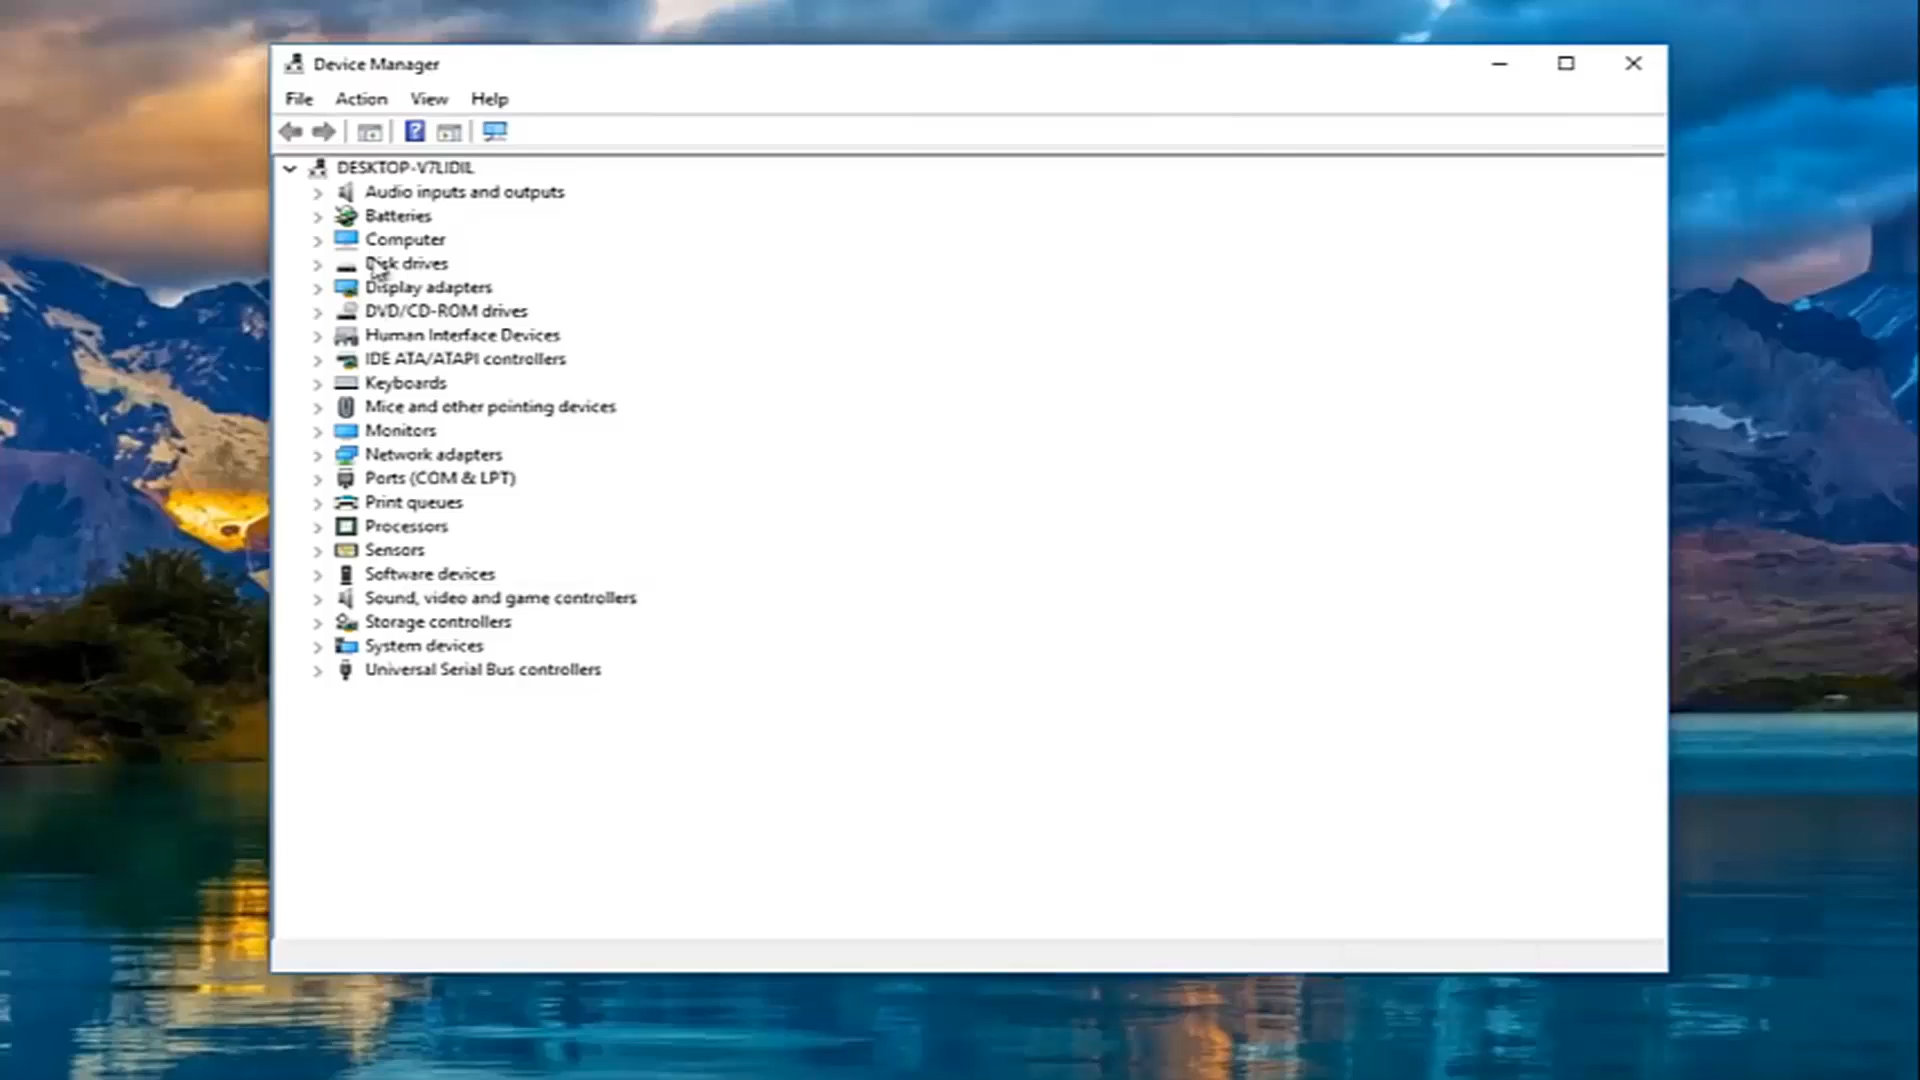 Device Manager
File Action View Help
?
DESKTOP-V7LIDIL
Audio inputs and outputs
Batteries
Computer
Disk drives
Display adapters
DVD/CD-ROM drives
Human Interface Devices
IDE ATA/ATAPI controllers
Keyboards
Mice and other pointing devices
Monitors
Network adapters
Ports (COM & LPT)
Print queues
Processors
Sensors
Software devices
Sound, video and game controllers
Storage controllers
System devices
Universal Serial Bus controllers